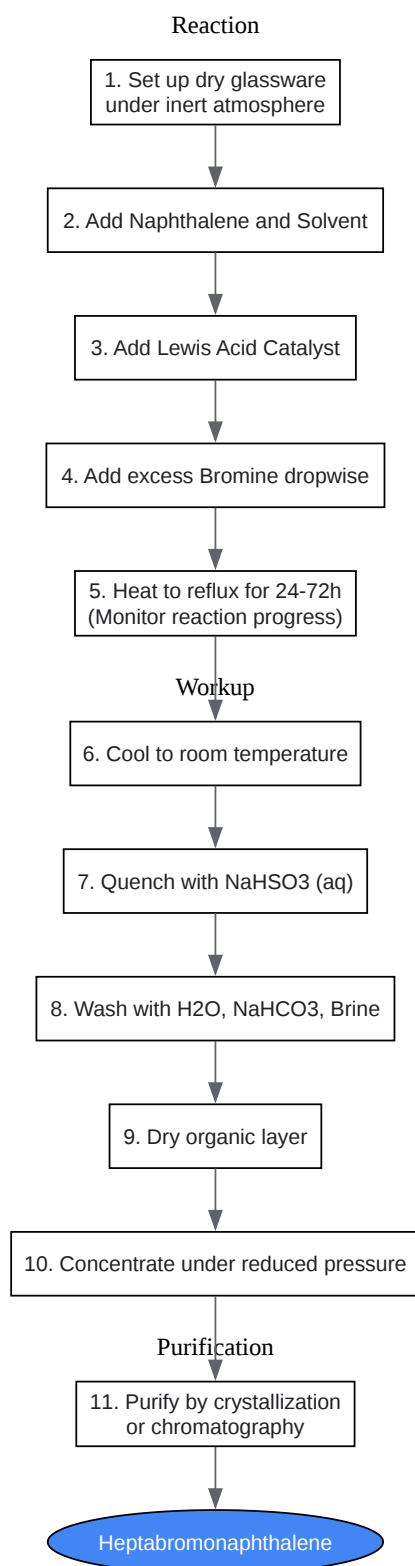 Reaction
1. Set up dry glassware
under inert atmosphere
2. Add Naphthalene and Solvent
3. Add Lewis Acid Catalyst
4. Add excess Bromine dropwise
5. Heat to reflux for 24-72h
(Monitor reaction progress)
Workup
6. Cool to room temperature
7. Quench with NaHSO3 (aq)
8. Wash with H2O, NaHCO3, Brine
9. Dry organic layer
10. Concentrate under reduced pressure
Purification
11. Purify by crystallization
or chromatography
Heptabromonaphthalene